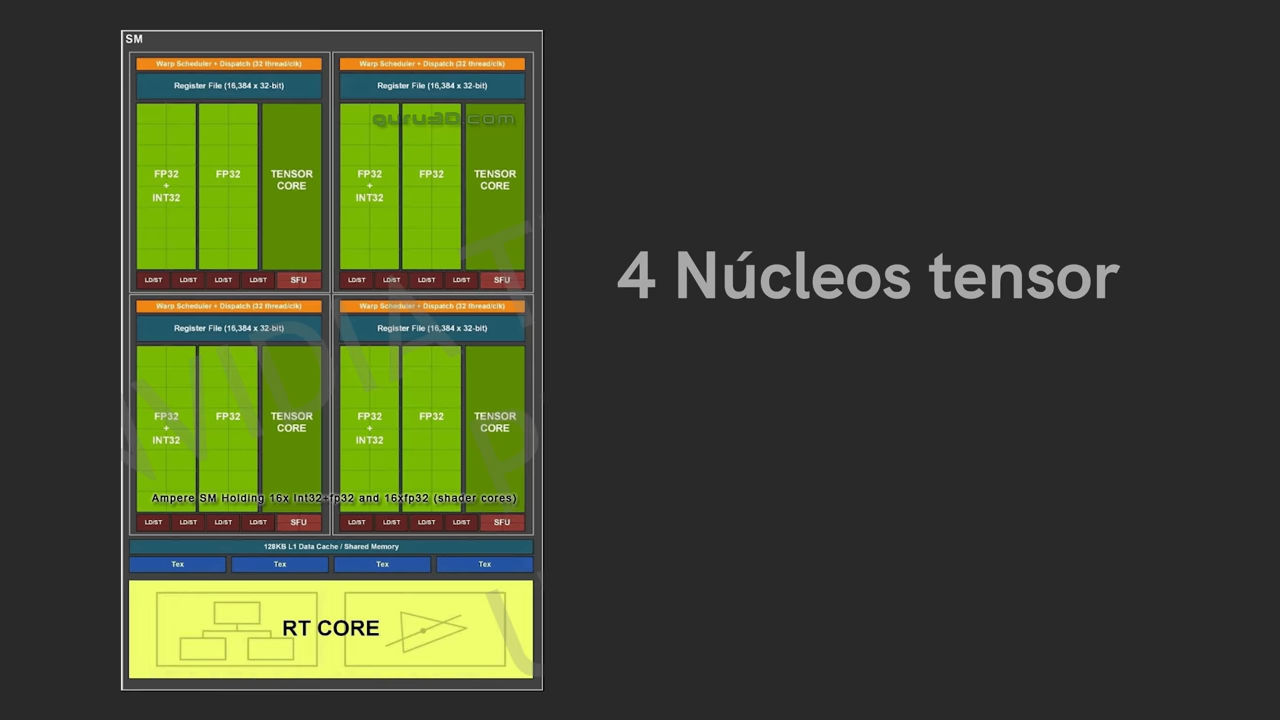 SM
Warp Scheduler + Dispatch (32 thread/clk)
Register File (16,384 x 32-bit)
FP32
+
INT32
FP32
TENSOR
CORE
LD/ST LD/ST LD/ST LD/ST SFU
Warp Scheduler + Dispatch (32 thread/clk)
Register File (16,384 x 32-bit)
guru3D.com
FP32
+
INT32
FP32
TENSOR
CORE
LD/ST LD/ST LD/ST LD/ST SFU
Warp Scheduler + Dispatch (32 thread/clk)
Register File (16,384 x 32-bit)
FP32
+
INT32
FP32
TENSOR
CORE
LD/ST LD/ST LD/ST LD/ST SFU
Warp Scheduler + Dispatch (32 thread/clk)
Register File (16,384 x 32-bit)
FP32
+
INT32
FP32
TENSOR
CORE
LD/ST LD/ST LD/ST LD/ST SFU
Ampere SM Holding 16x Int32+fp32 and 16xfp32 (shader cores)
128KB L1 Data Cache / Shared Memory
Tex Tex Tex Tex
RT CORE
4 Núcleos tensor